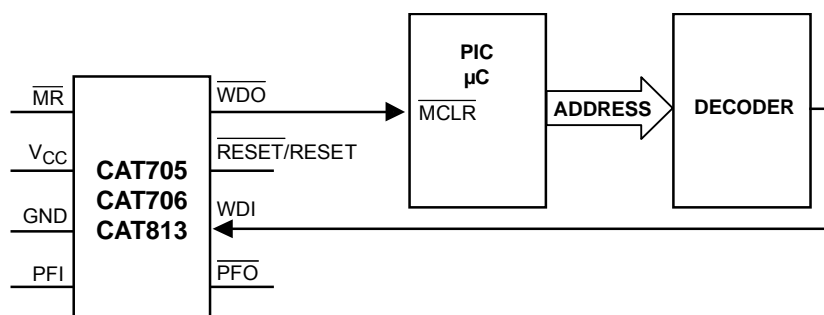 PIC
µC
MCLR
ADDRESS
DECODER
MR
VCC
GND
PFI
CAT705
CAT706
CAT813
WDO
RESET/RESET
WDI
PFO